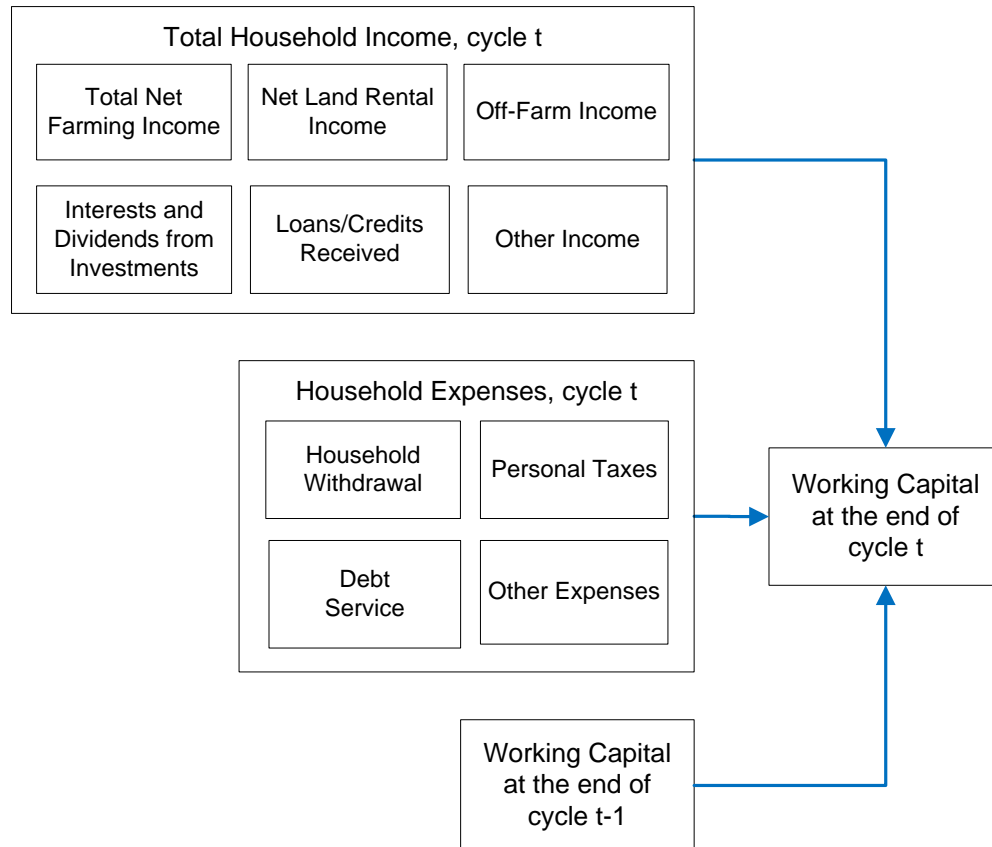 Total Household Income, cycle t
Total Net
Farming Income
Net Land Rental
Income
Off-Farm Income
Interests and
Dividends from
Investments
Loans/Credits
Received
Other Income
Household Expenses, cycle t
Household
Withdrawal
Personal Taxes
Debt
Service
Other Expenses
Working Capital
at the end of
cycle t
Working Capital
at the end of
cycle t-1